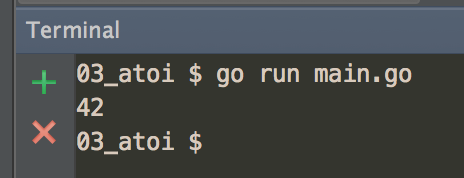 Terminal
03_atoi $ go run main.go
42
03_atoi $